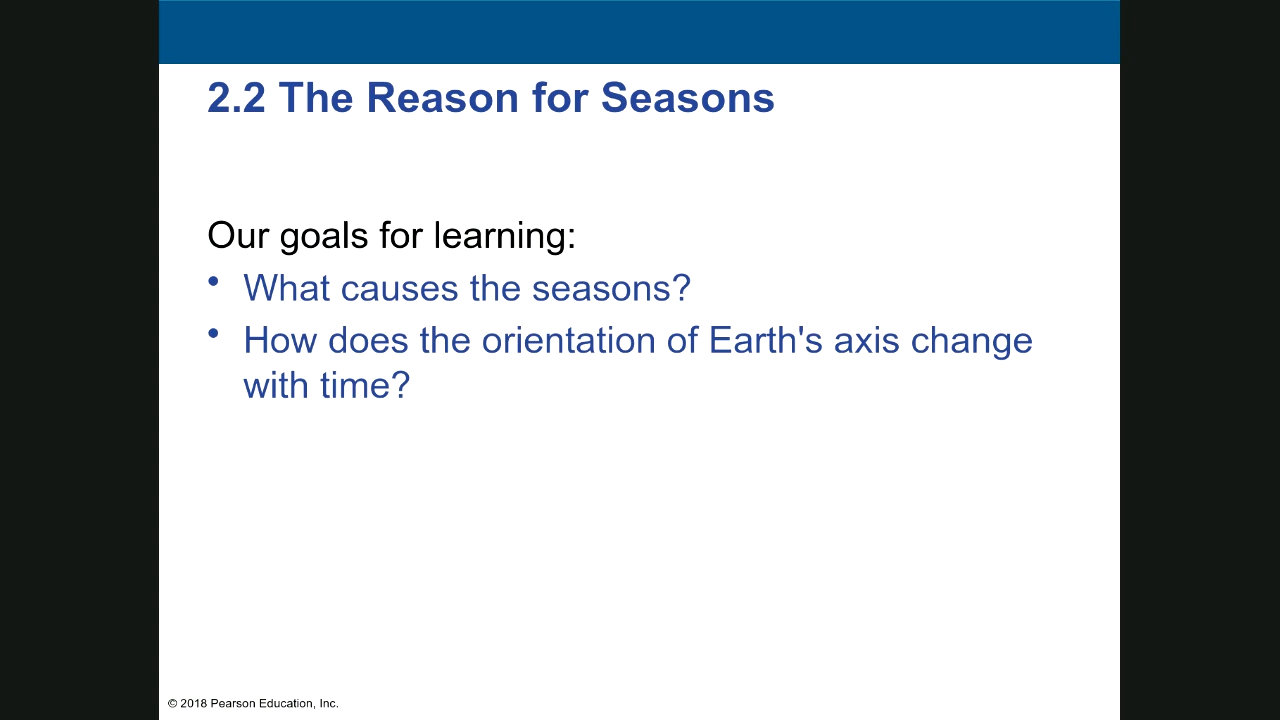 2.2 The Reason for Seasons
Our goals for learning:
• What causes the seasons?
• How does the orientation of Earth's axis change
with time?
© 2018 Pearson Education, Inc.